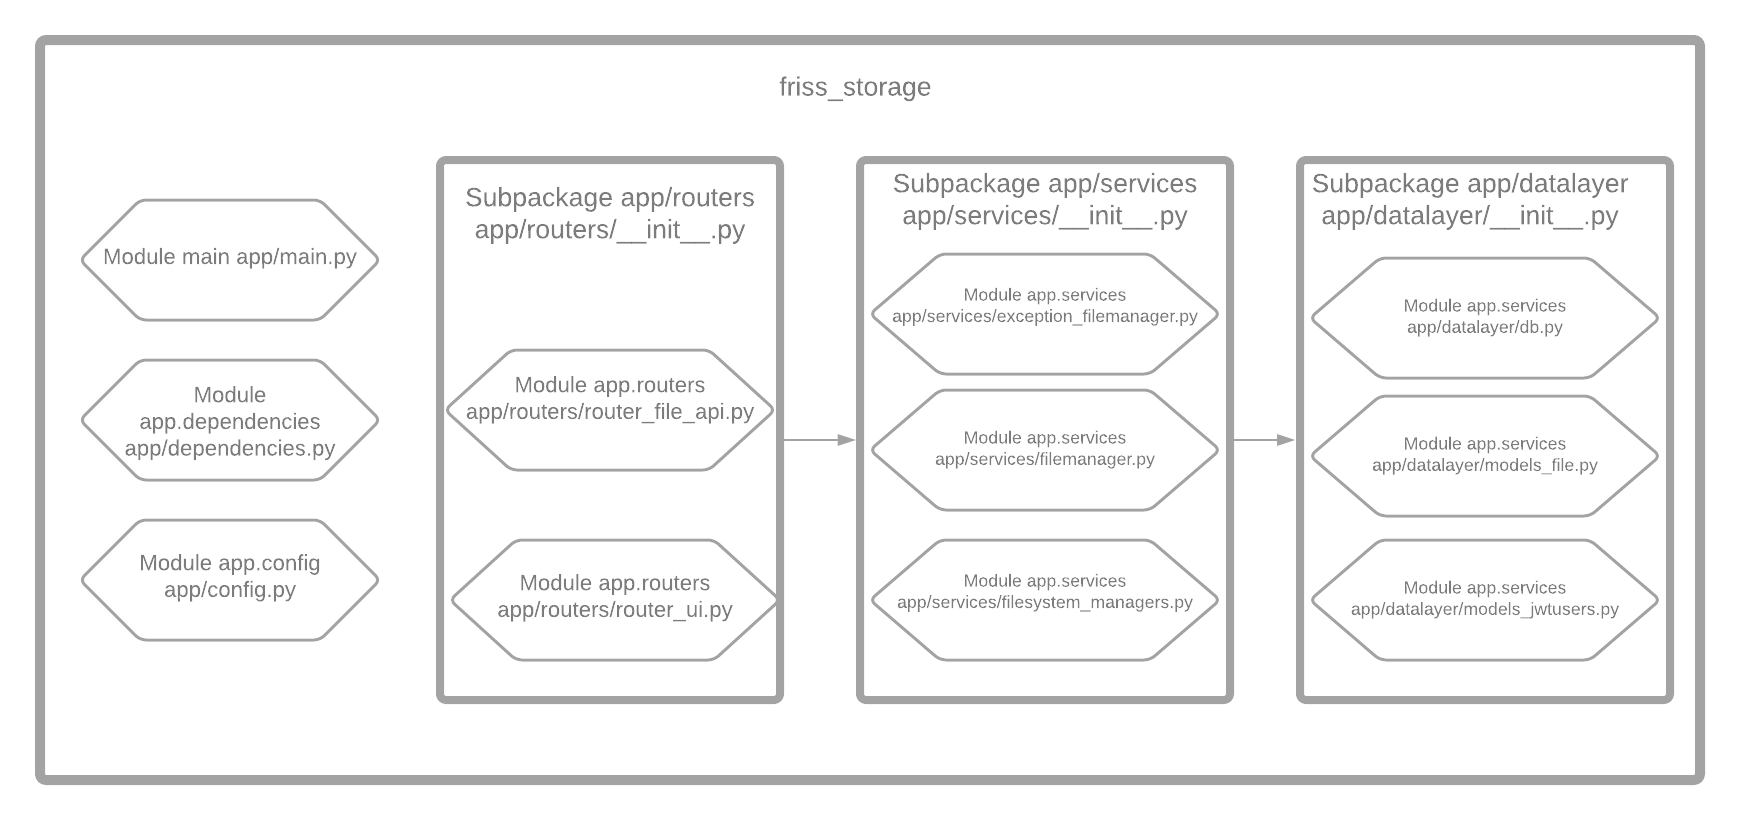 friss_storage
Module main app/main.py
Module
app.dependencies
app/dependencies.py
Module app.config
app/config.py
Subpackage app/routers
app/routers/__init__.py
Module app.routers
app/routers/router_file_api.py
Module app.routers
app/routers/router_ui.py
Subpackage app/services
app/services/__init__.py
Module app.services
app/services/exception_filemanager.py
Module app.services
app/services/filemanager.py
Module app.services
app/services/filesystem_managers.py
Subpackage app/datalayer
app/datalayer/__init__.py
Module app.services
app/datalayer/db.py
Module app.services
app/datalayer/models_file.py
Module app.services
app/datalayer/models_jwtusers.py